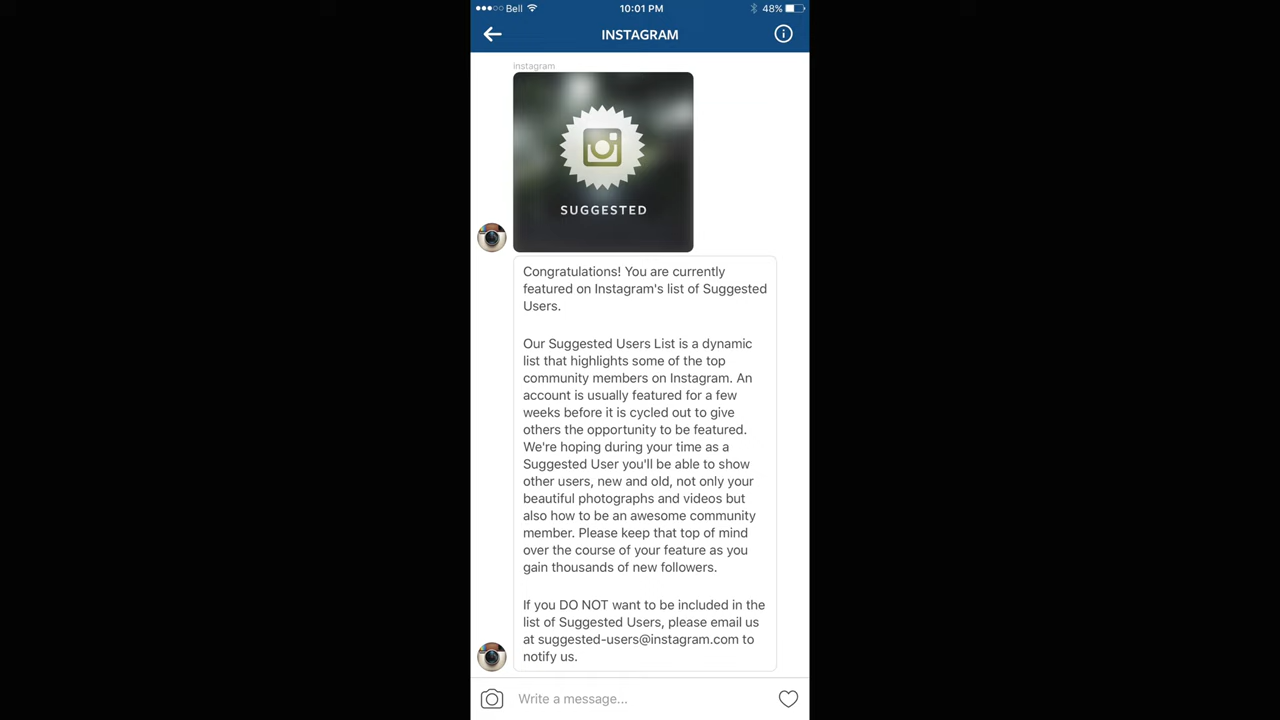 Bell 10:01 PM 48%
INSTAGRAM
instagram
SUGGESTED
Congratulations! You are currently
featured on Instagram's list of Suggested
Users.
Our Suggested Users List is a dynamic
list that highlights some of the top
community members on Instagram. An
account is usually featured for a few
weeks before it is cycled out to give
others the opportunity to be featured.
We're hoping during your time as a
Suggested User you'll be able to show
other users, new and old, not only your
beautiful photographs and videos but
also how to be an awesome community
member. Please keep that top of mind
over the course of your feature as you
gain thousands of new followers.
If you DO NOT want to be included in the
list of Suggested Users, please email us
at suggested-users@instagram.com to
notify us.
Write a message...